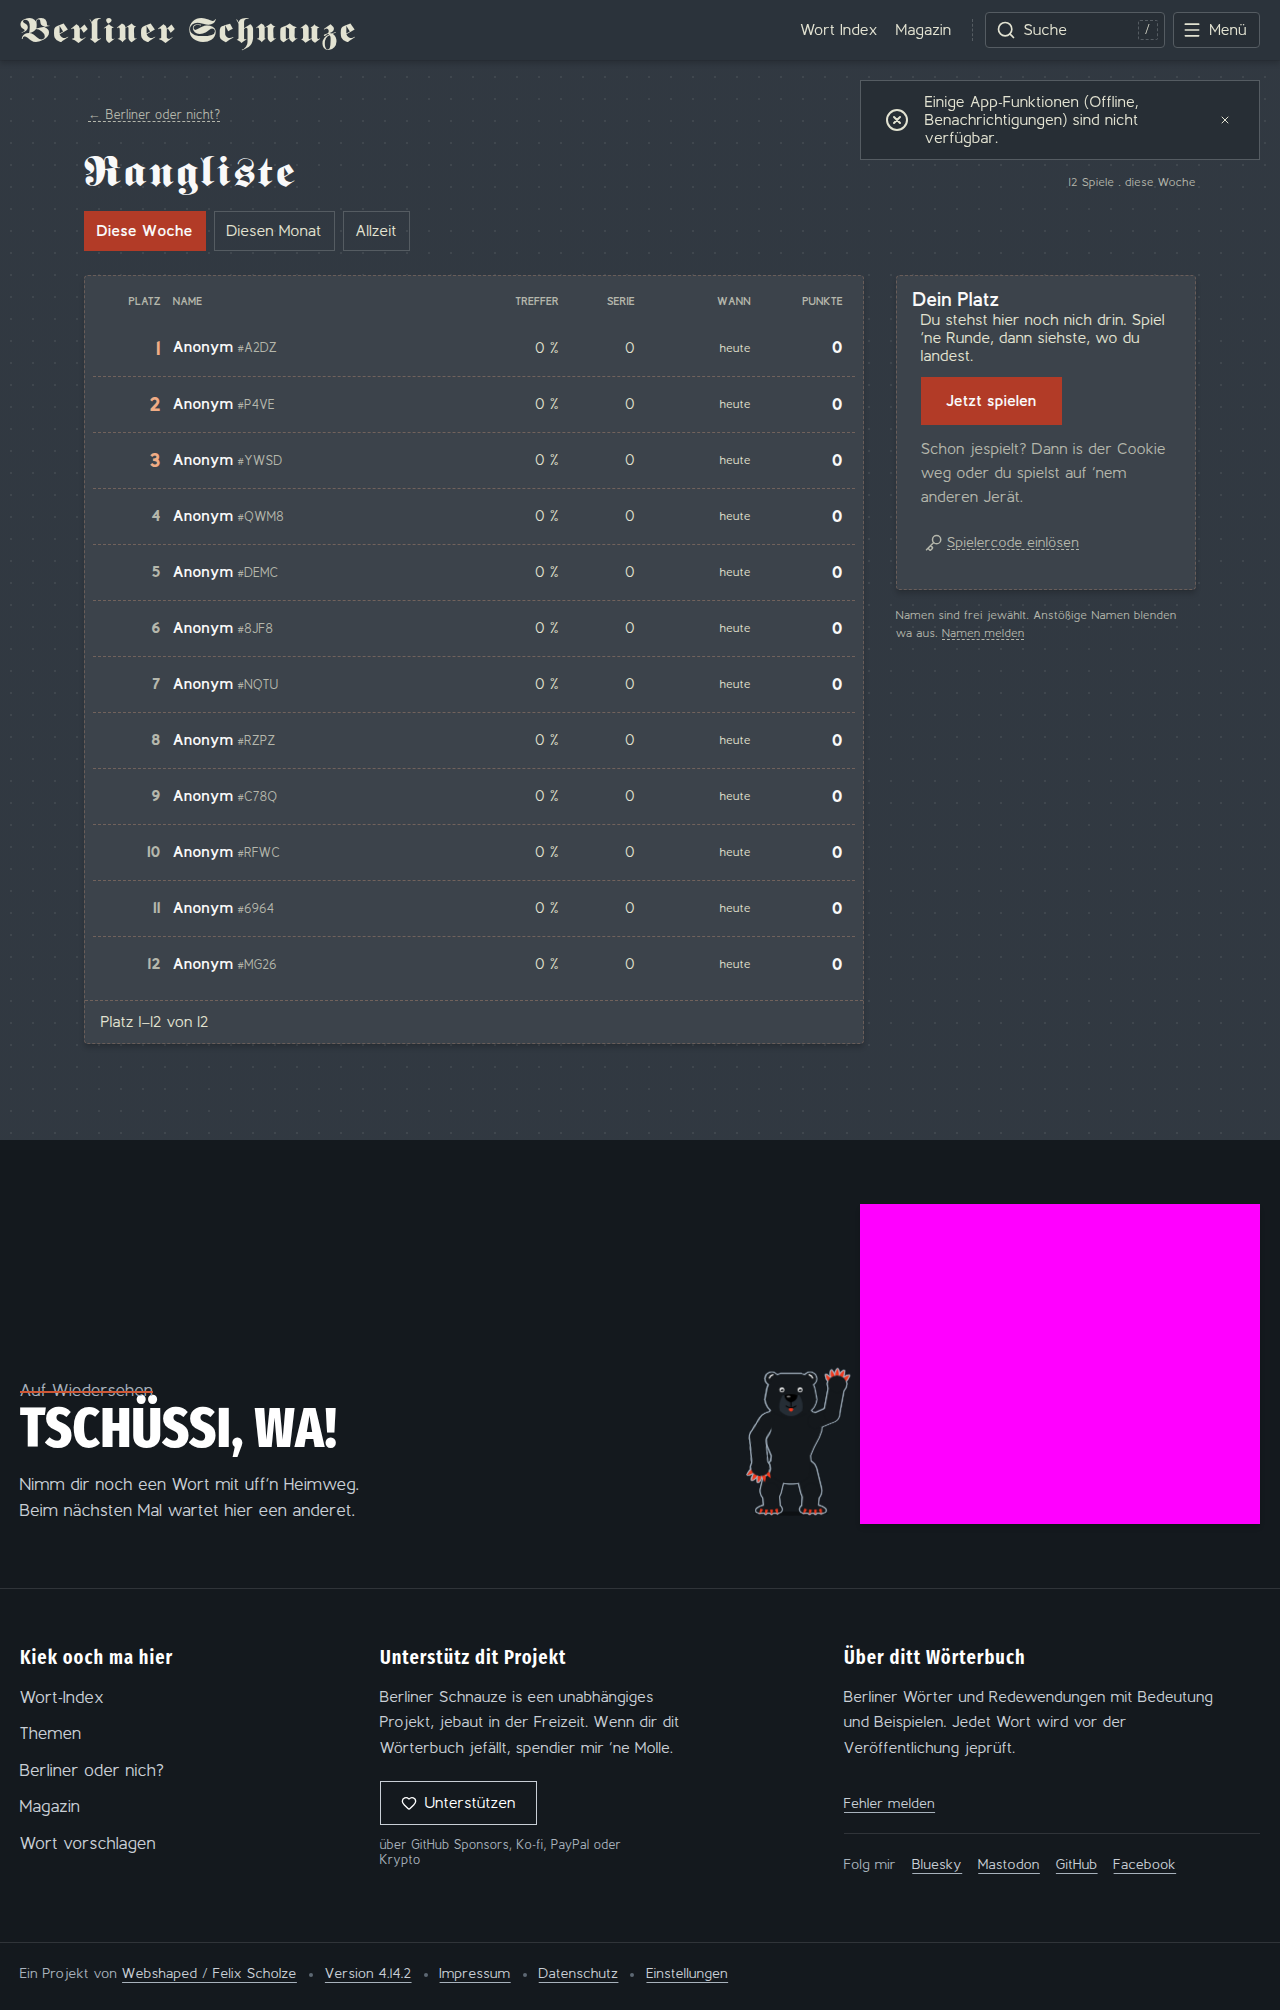 Berliner Schnauze
Wort Index Magazin Suche / Menü
← Berliner oder nicht?
Einige App-Funktionen (Offline,
Benachrichtigungen) sind nicht
verfügbar.
Rangliste
12 Spiele . diese Woche
Diese Woche Diesen Monat Allzeit
PLATZ NAME TREFFER SERIE WANN PUNKTE
1 Anonym #A2DZ 0 % 0 heute 0
2 Anonym #P4VE 0 % 0 heute 0
3 Anonym #YWSD 0 % 0 heute 0
4 Anonym #QWM8 0 % 0 heute 0
5 Anonym #DEMC 0 % 0 heute 0
6 Anonym #8JF8 0 % 0 heute 0
7 Anonym #NQTU 0 % 0 heute 0
8 Anonym #RZPZ 0 % 0 heute 0
9 Anonym #C78Q 0 % 0 heute 0
10 Anonym #RFWC 0 % 0 heute 0
11 Anonym #6964 0 % 0 heute 0
12 Anonym #MG26 0 % 0 heute 0
Platz 1–12 von 12
Dein Platz
Du stehst hier noch nich drin. Spiel
’ne Runde, dann siehste, wo du
landest.
Jetzt spielen
Schon jespielt? Dann is der Cookie
weg oder du spielst auf ’nem
anderen Jerät.
Spielercode einlösen
Namen sind frei jewählt. Anstößige Namen blenden
wa aus. Namen melden
Auf Wiedersehen
TSCHÜSSI, WA!
Nimm dir noch een Wort mit uff’n Heimweg.
Beim nächsten Mal wartet hier een anderet.
Kiek ooch ma hier
Wort-Index
Themen
Berliner oder nich?
Magazin
Wort vorschlagen
Unterstütz dit Projekt
Berliner Schnauze is een unabhängiges
Projekt, jebaut in der Freizeit. Wenn dir dit
Wörterbuch jefällt, spendier mir ’ne Molle.
Unterstützen
über GitHub Sponsors, Ko-fi, PayPal oder
Krypto
Über ditt Wörterbuch
Berliner Wörter und Redewendungen mit Bedeutung
und Beispielen. Jedet Wort wird vor der
Veröffentlichung jeprüft.
Fehler melden
Folg mir Bluesky Mastodon GitHub Facebook
Ein Projekt von Webshaped / Felix Scholze • Version 4.14.2 • Impressum • Datenschutz • Einstellungen